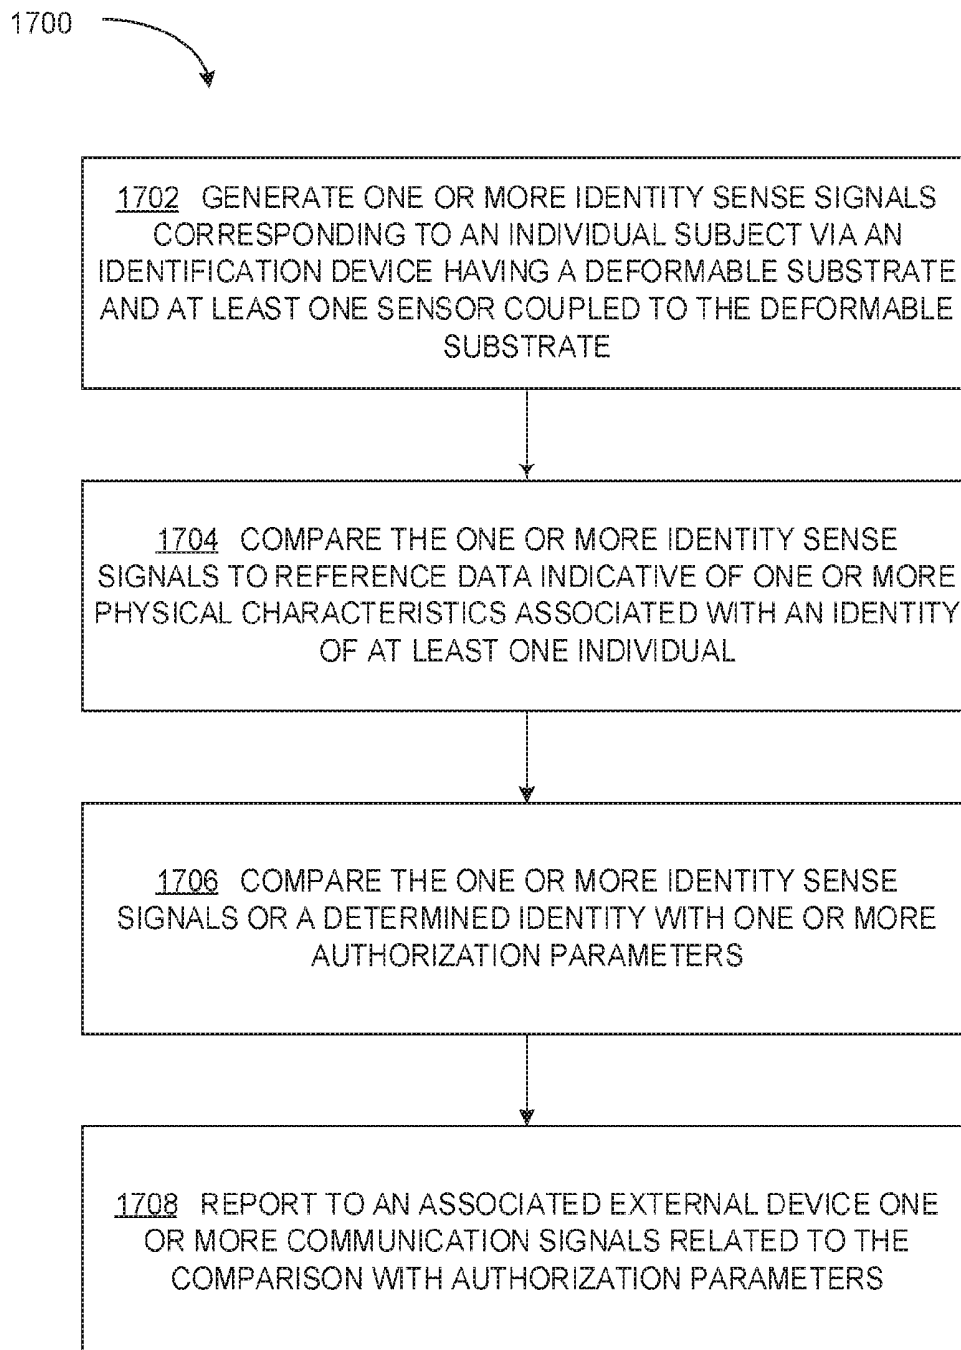 1700
1702 GENERATE ONE OR MORE IDENTITY SENSE SIGNALS
CORRESPONDING TO AN INDIVIDUAL SUBJECT VIA AN
IDENTIFICATION DEVICE HAVING A DEFORMABLE SUBSTRATE
AND AT LEAST ONE SENSOR COUPLED TO THE DEFORMABLE
SUBSTRATE
1704 COMPARE THE ONE OR MORE IDENTITY SENSE
SIGNALS TO REFERENCE DATA INDICATIVE OF ONE OR MORE
PHYSICAL CHARACTERISTICS ASSOCIATED WITH AN IDENTITY
OF AT LEAST ONE INDIVIDUAL
1706 COMPARE THE ONE OR MORE IDENTITY SENSE
SIGNALS OR A DETERMINED IDENTITY WITH ONE OR MORE
AUTHORIZATION PARAMETERS
1708 REPORT TO AN ASSOCIATED EXTERNAL DEVICE ONE
OR MORE COMMUNICATION SIGNALS RELATED TO THE
COMPARISON WITH AUTHORIZATION PARAMETERS